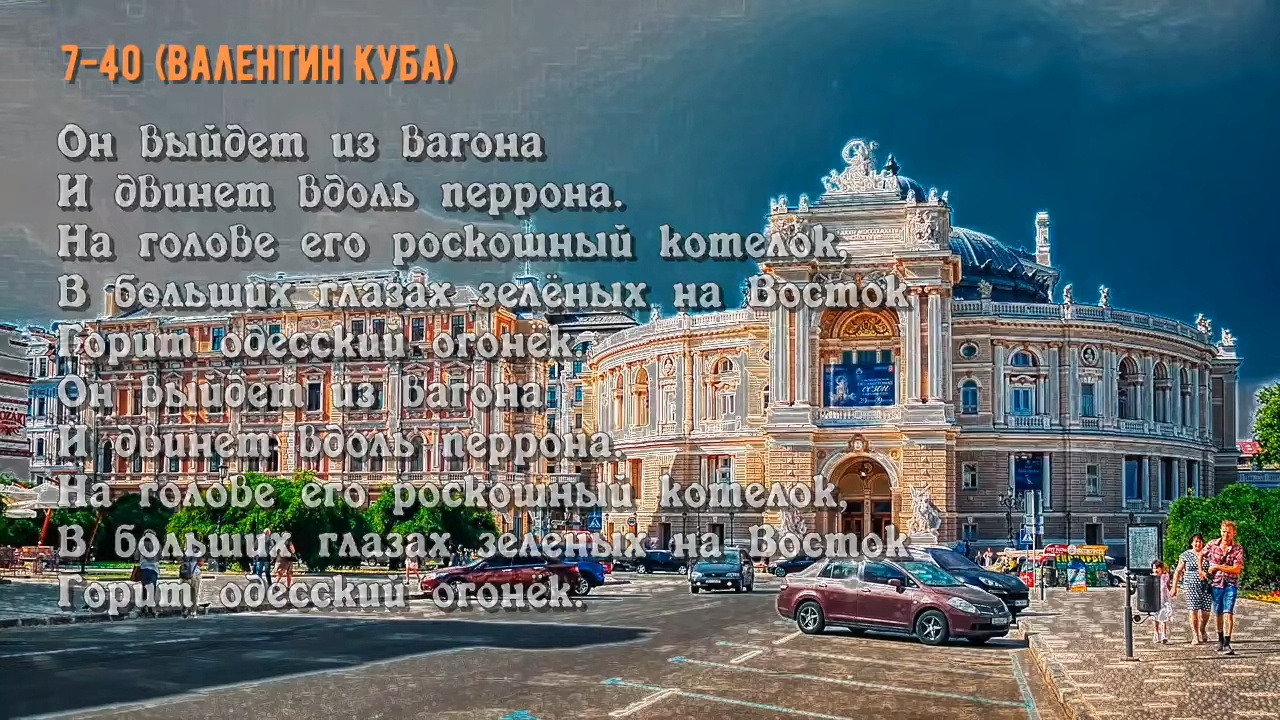 7-40 (ВАЛЕНТИН КУБА)
Он выйдет из вагона
И двинет вдоль перрона.
На голове его роскошный котелок,
В больших глазах зелёных на Восток
Горит одесский огонёк.
Он выйдет из вагона
И двинет вдоль перрона.
На голове его роскошный котелок,
В больших глазах зелёных на Восток
Горит одесский огонёк.